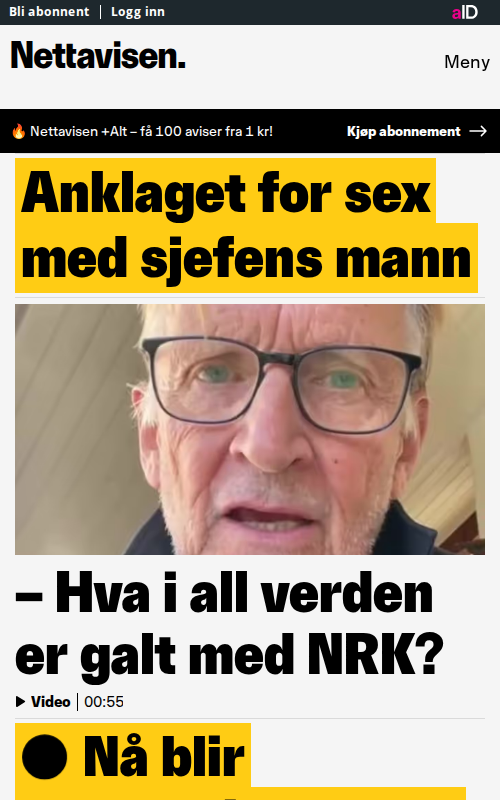 Bli abonnent | Logg inn
aID
Nettavisen.
Meny
🔥 Nettavisen +Alt – få 100 aviser fra 1 kr!
Kjøp abonnement →
Anklaget for sex
med sjefens mann
– Hva i all verden
er galt med NRK?
Video | 00:55
Nå blir